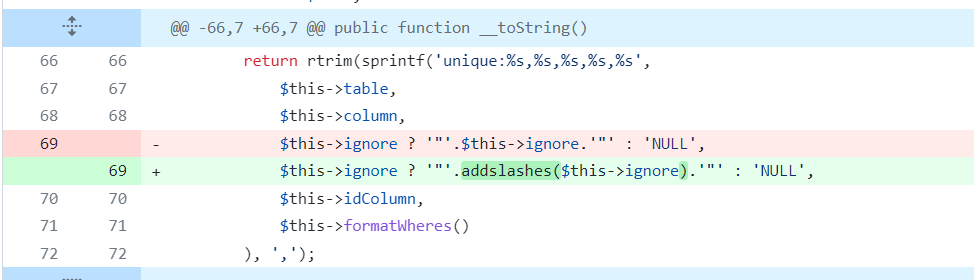 @@ -66,7 +66,7 @@ public function __toString()
66 66 return rtrim(sprintf('unique:%s,%s,%s,%s,%s',
67 67 $this->table,
68 68 $this->column,
69 - $this->ignore ? '"'.$this->ignore.'"' : 'NULL',
69 + $this->ignore ? '"'.addslashes($this->ignore).'"' : 'NULL',
70 70 $this->idColumn,
71 71 $this->formatWheres()
72 72 ), ',');